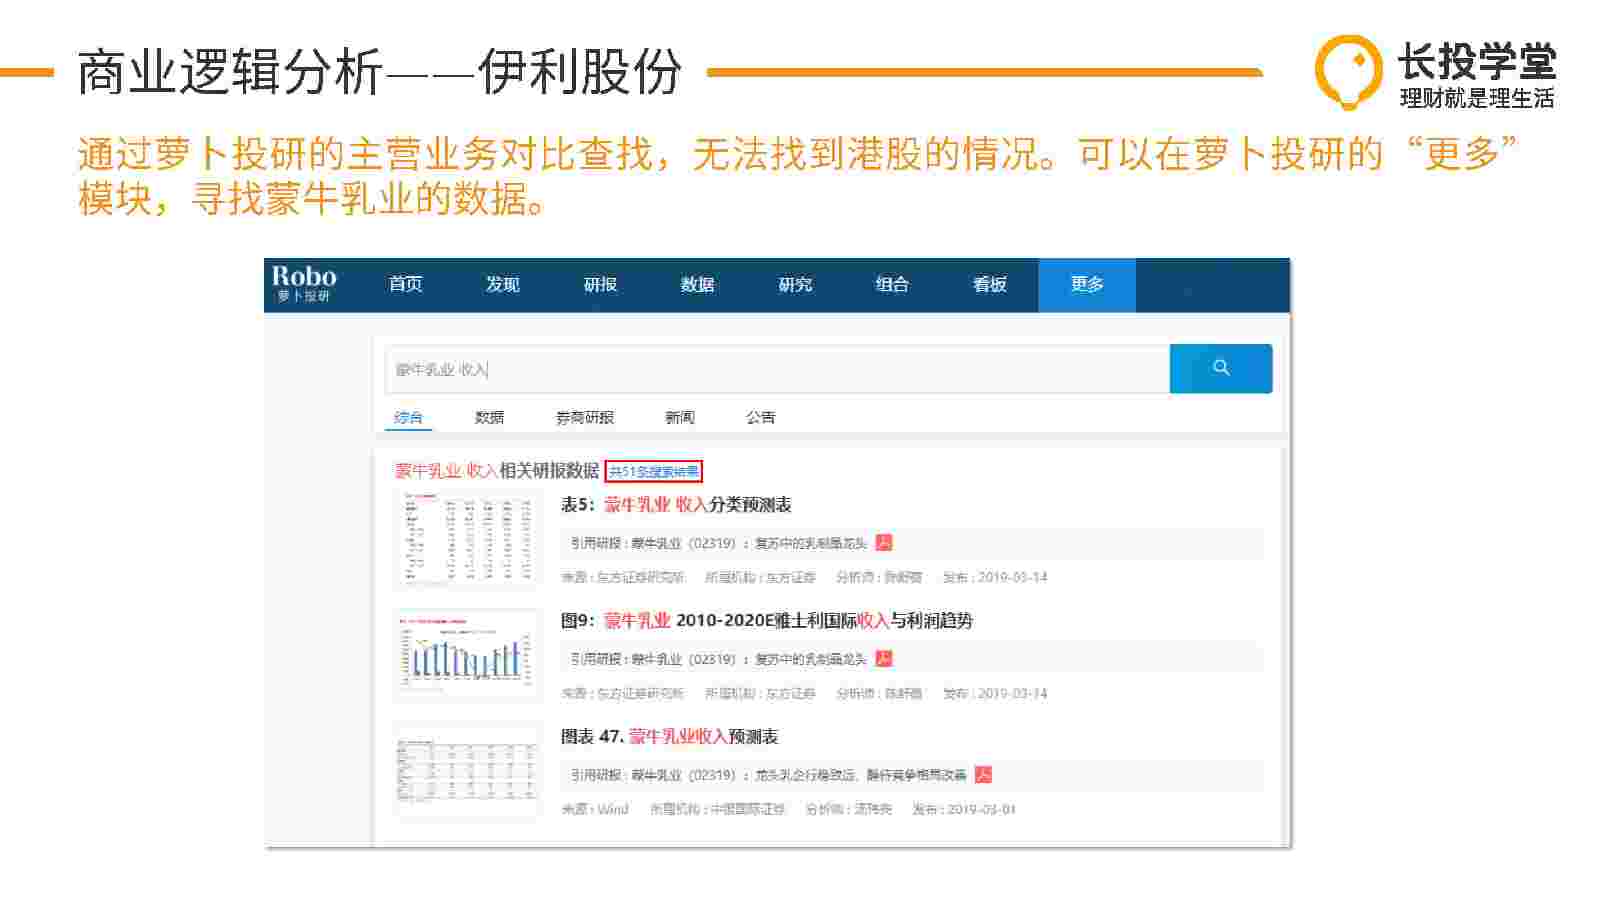 商业逻辑分析——伊利股份
长投学堂
理财就是理生活
通过萝卜投研的主营业务对比查找，无法找到港股的情况。可以在萝卜投研的“更多”
模块，寻找蒙牛乳业的数据。
Robo
萝卜投研
首页 发现 研报 数据 研究 组合 看板 更多
蒙牛乳业 收入
综合 数据 券商研报 新闻 公告
蒙牛乳业 收入相关研报数据 共51条搜索结果
表5：蒙牛乳业 收入分类预测表
引用研报：蒙牛乳业（02319）：复苏中的乳制品龙头
来源：东方证券研究所 所属机构：东方证券 分析师： 发布：2019-03-14
图9：蒙牛乳业 2010-2020E雅士利国际收入与利润趋势
引用研报：蒙牛乳业（02319）：复苏中的乳制品龙头
来源：东方证券研究所 所属机构：东方证券 分析师： 发布：2019-03-14
图表 47. 蒙牛乳业收入预测表
引用研报：蒙牛乳业（02319）：龙头乳企行稳致远，静待竞争格局改善
来源：Wind 所属机构：中银国际证券 分析师： 发布：2019-03-01